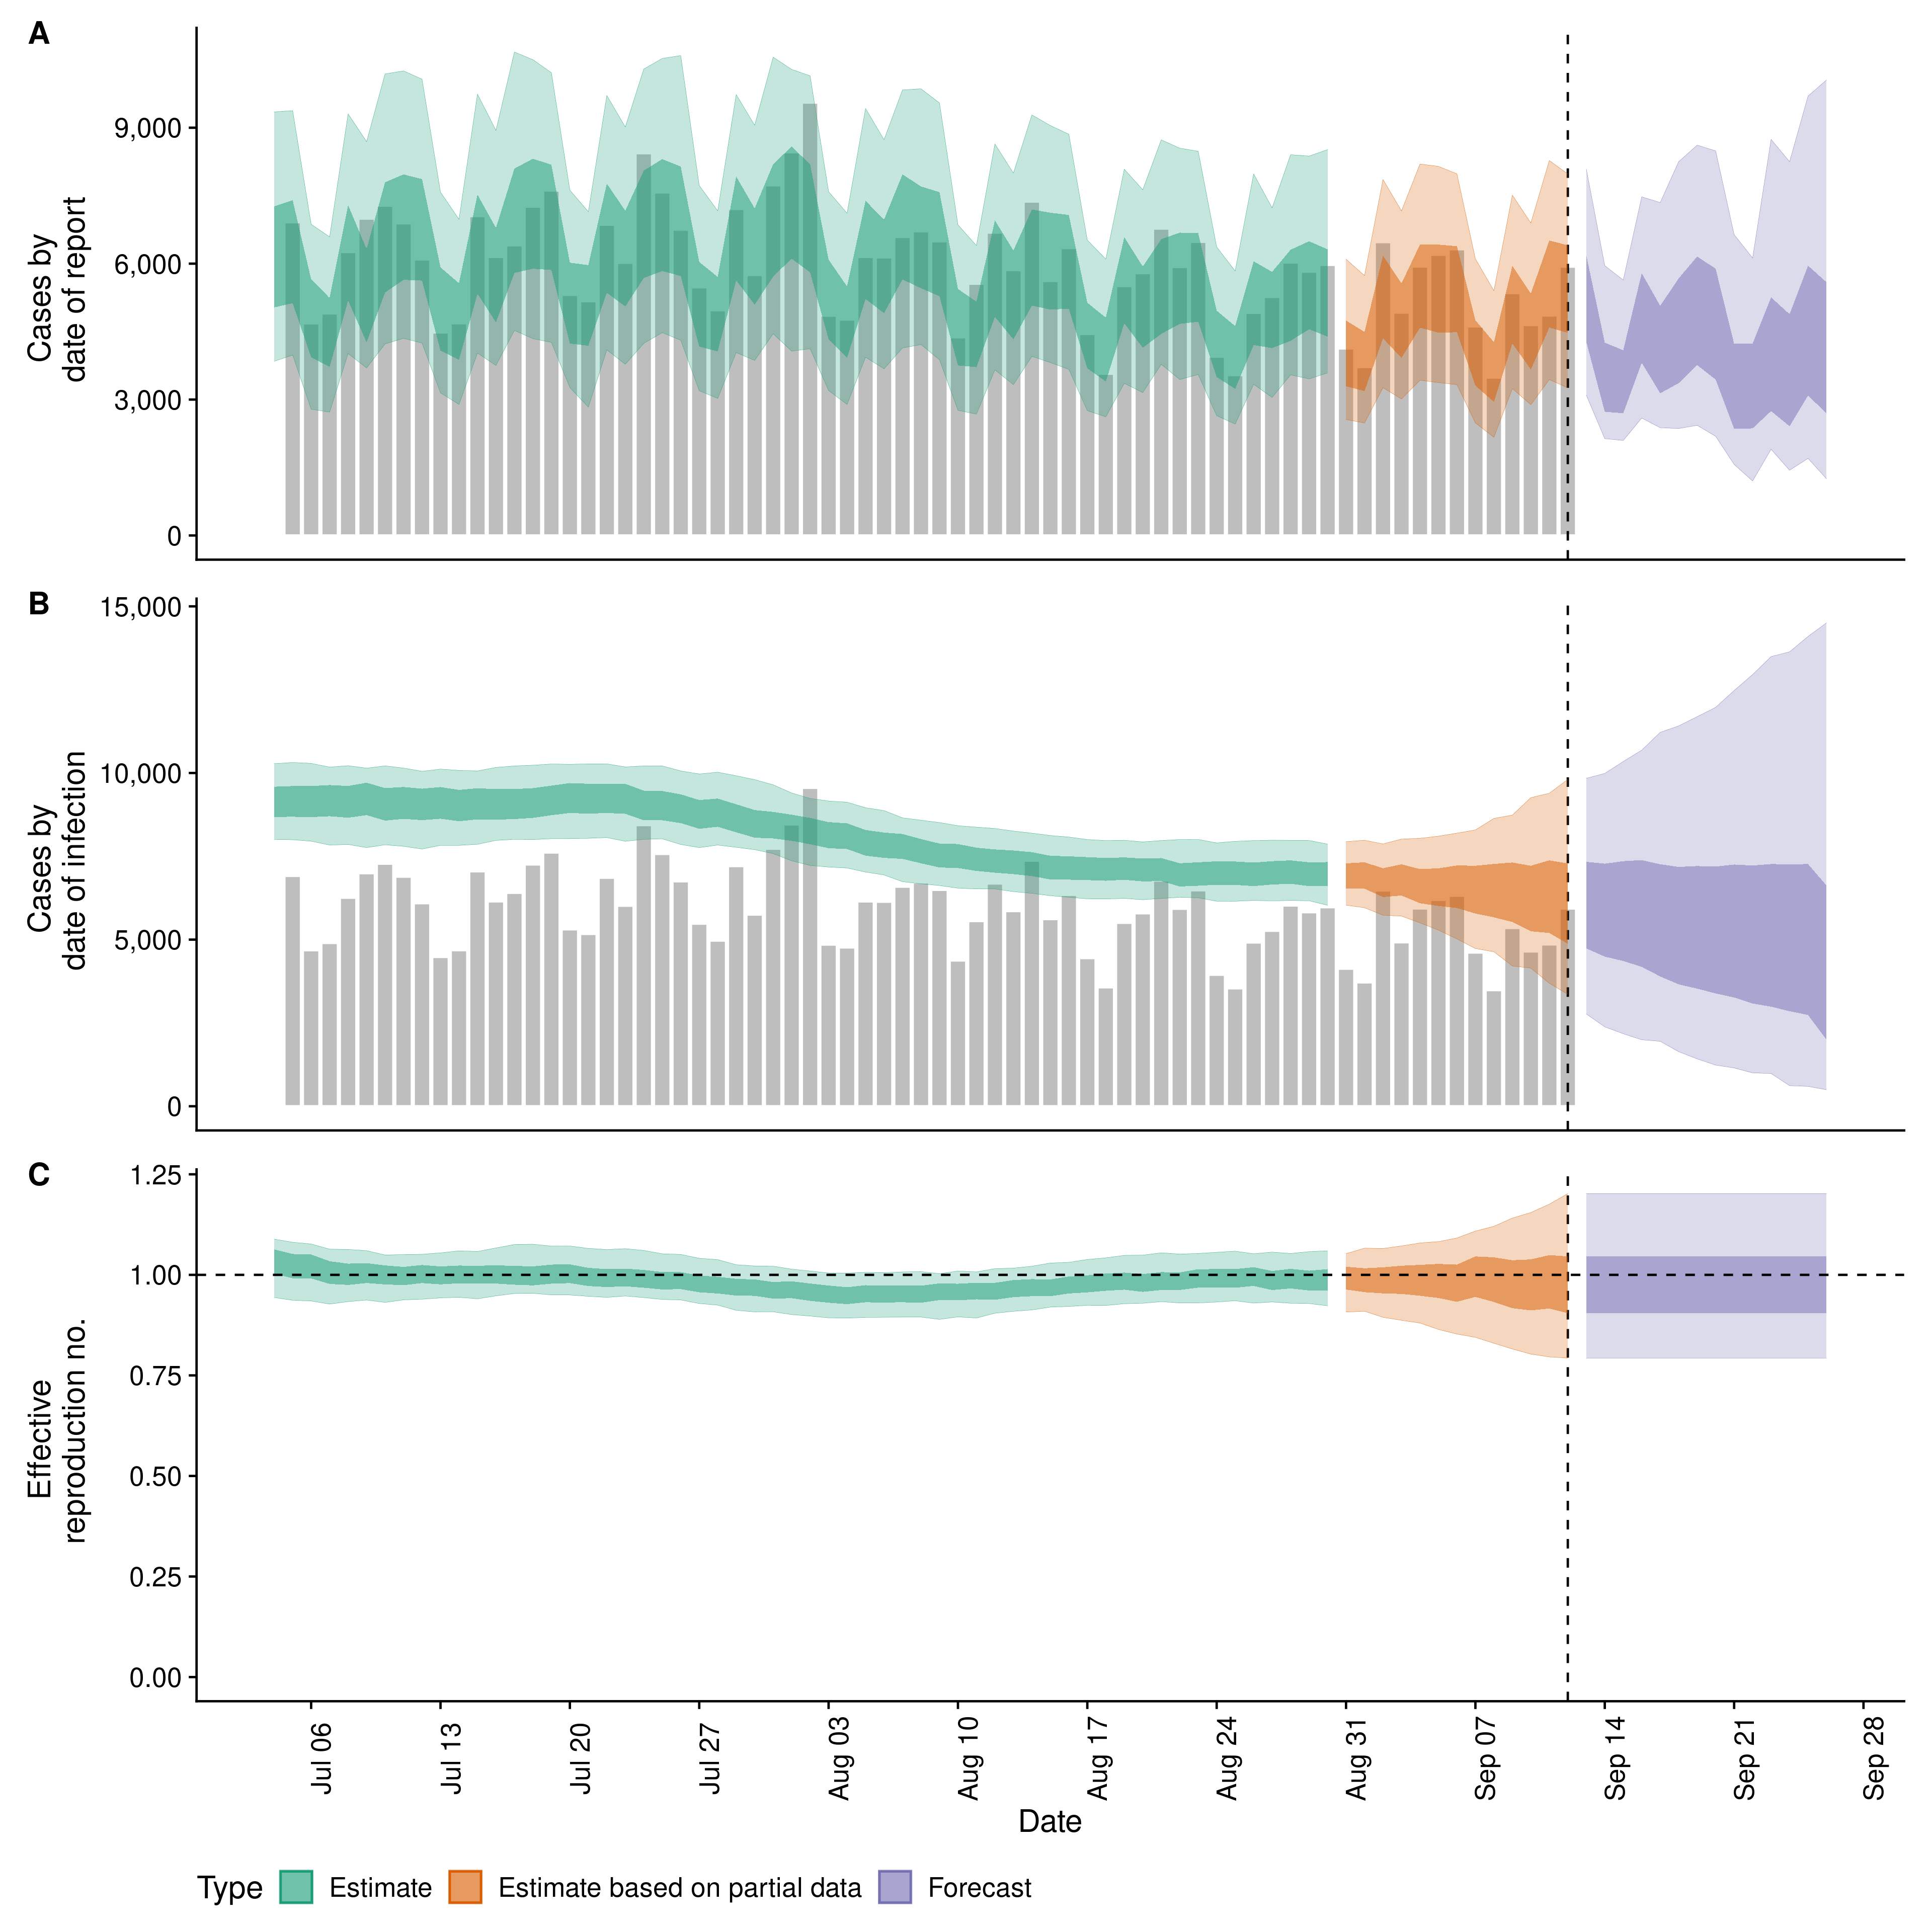 A
Cases by
date of report
9,000
6,000
3,000
0
B
Cases by
date of infection
15,000
10,000
5,000
0
C
Effective
reproduction no.
1.25
1.00
0.75
0.50
0.25
0.00
Jul 06
Jul 13
Jul 20
Jul 27
Aug 03
Aug 10
Aug 17
Aug 24
Aug 31
Sep 07
Sep 14
Sep 21
Sep 28
Date
Type Estimate Estimate based on partial data Forecast